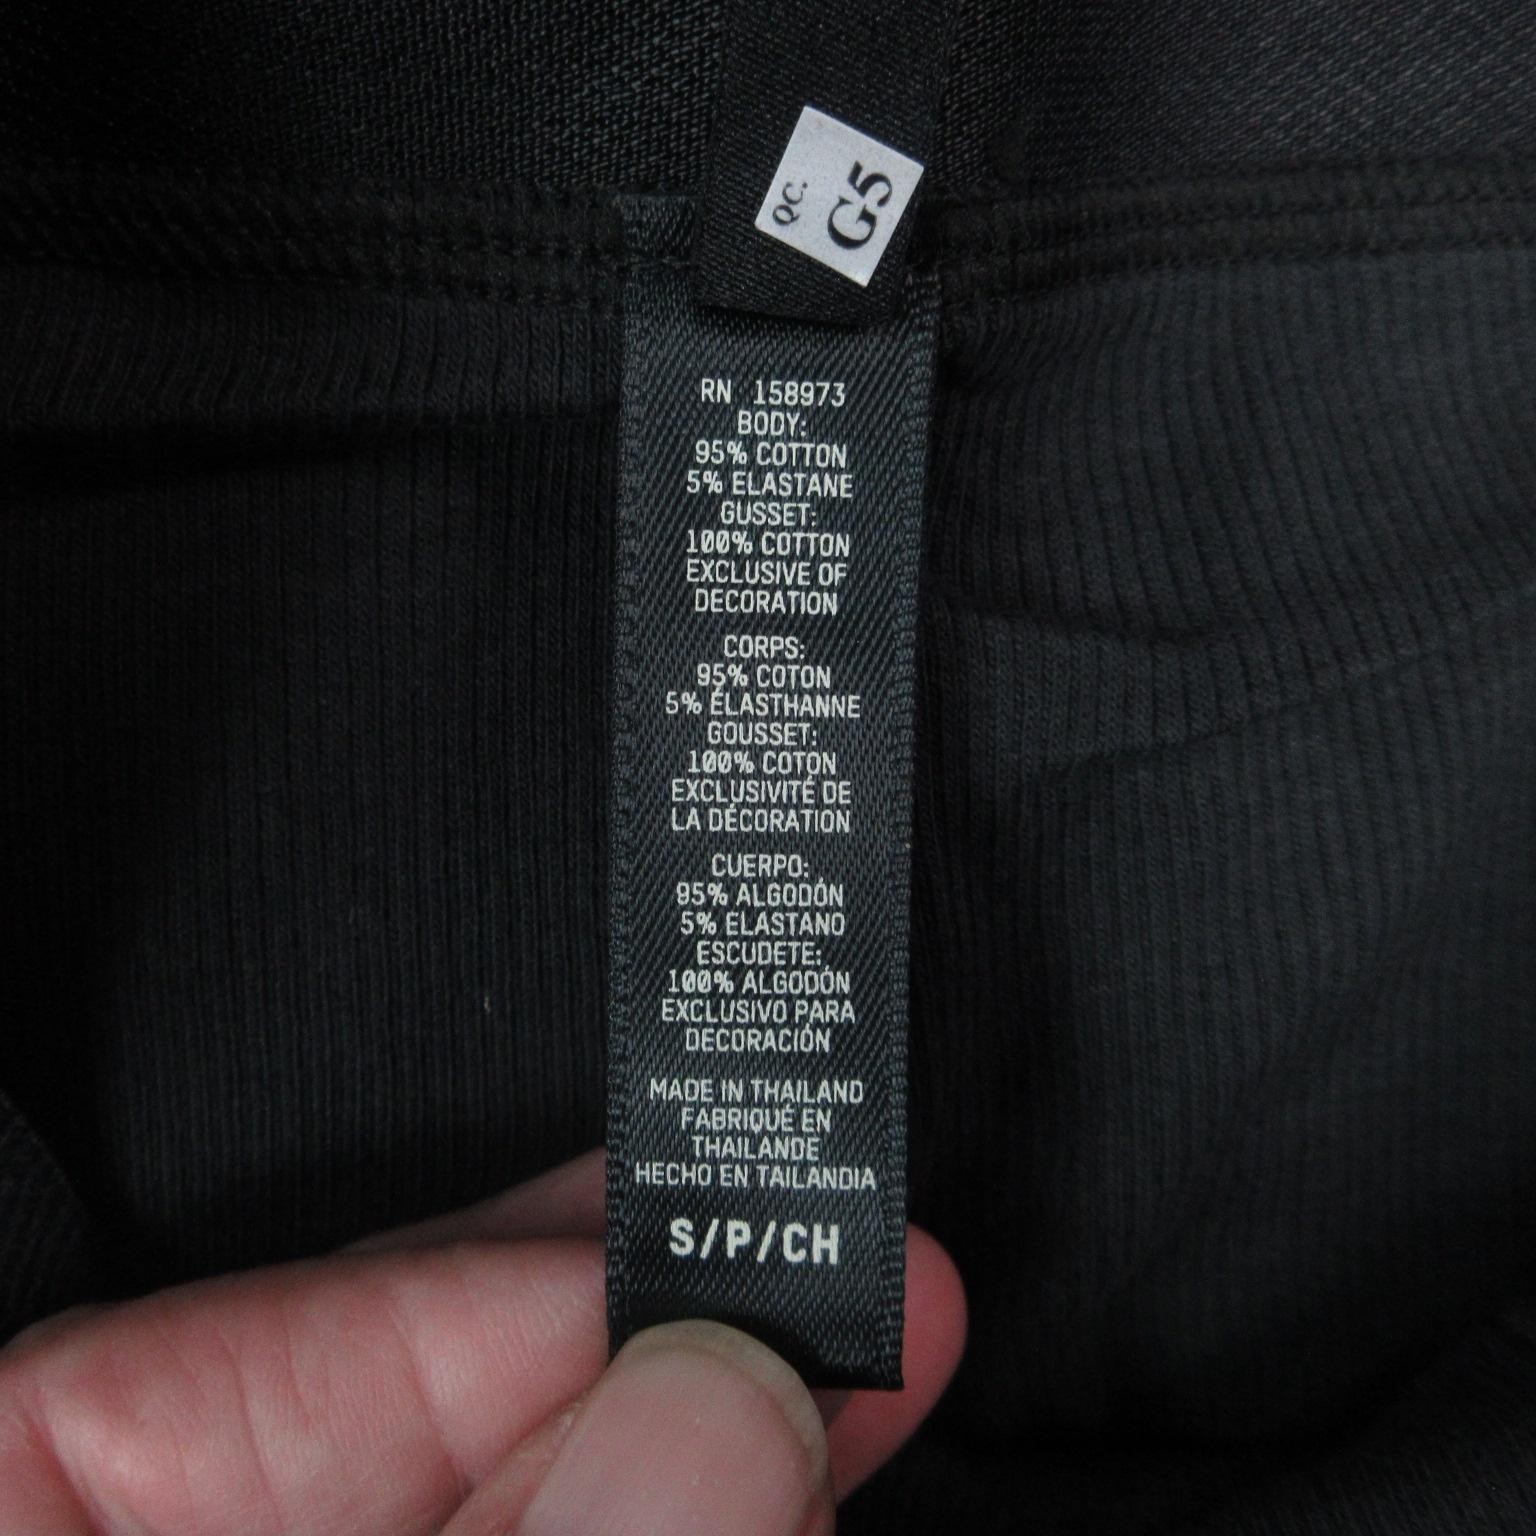 QC.
G5
RN 158973
BODY:
95% COTTON
5% ELASTANE
GUSSET:
100% COTTON
EXCLUSIVE OF
DECORATION
CORPS:
95% COTON
5% ÉLASTHANNE
GOUSSET:
100% COTON
EXCLUSIVITÉ DE
LA DÉCORATION
CUERPO:
95% ALGODÓN
5% ELASTANO
ESCUDETE:
100% ALGODÓN
EXCLUSIVO PARA
DECORACIÓN
MADE IN THAILAND
FABRIQUÉ EN
THAILANDE
HECHO EN TAILANDIA
S/P/CH